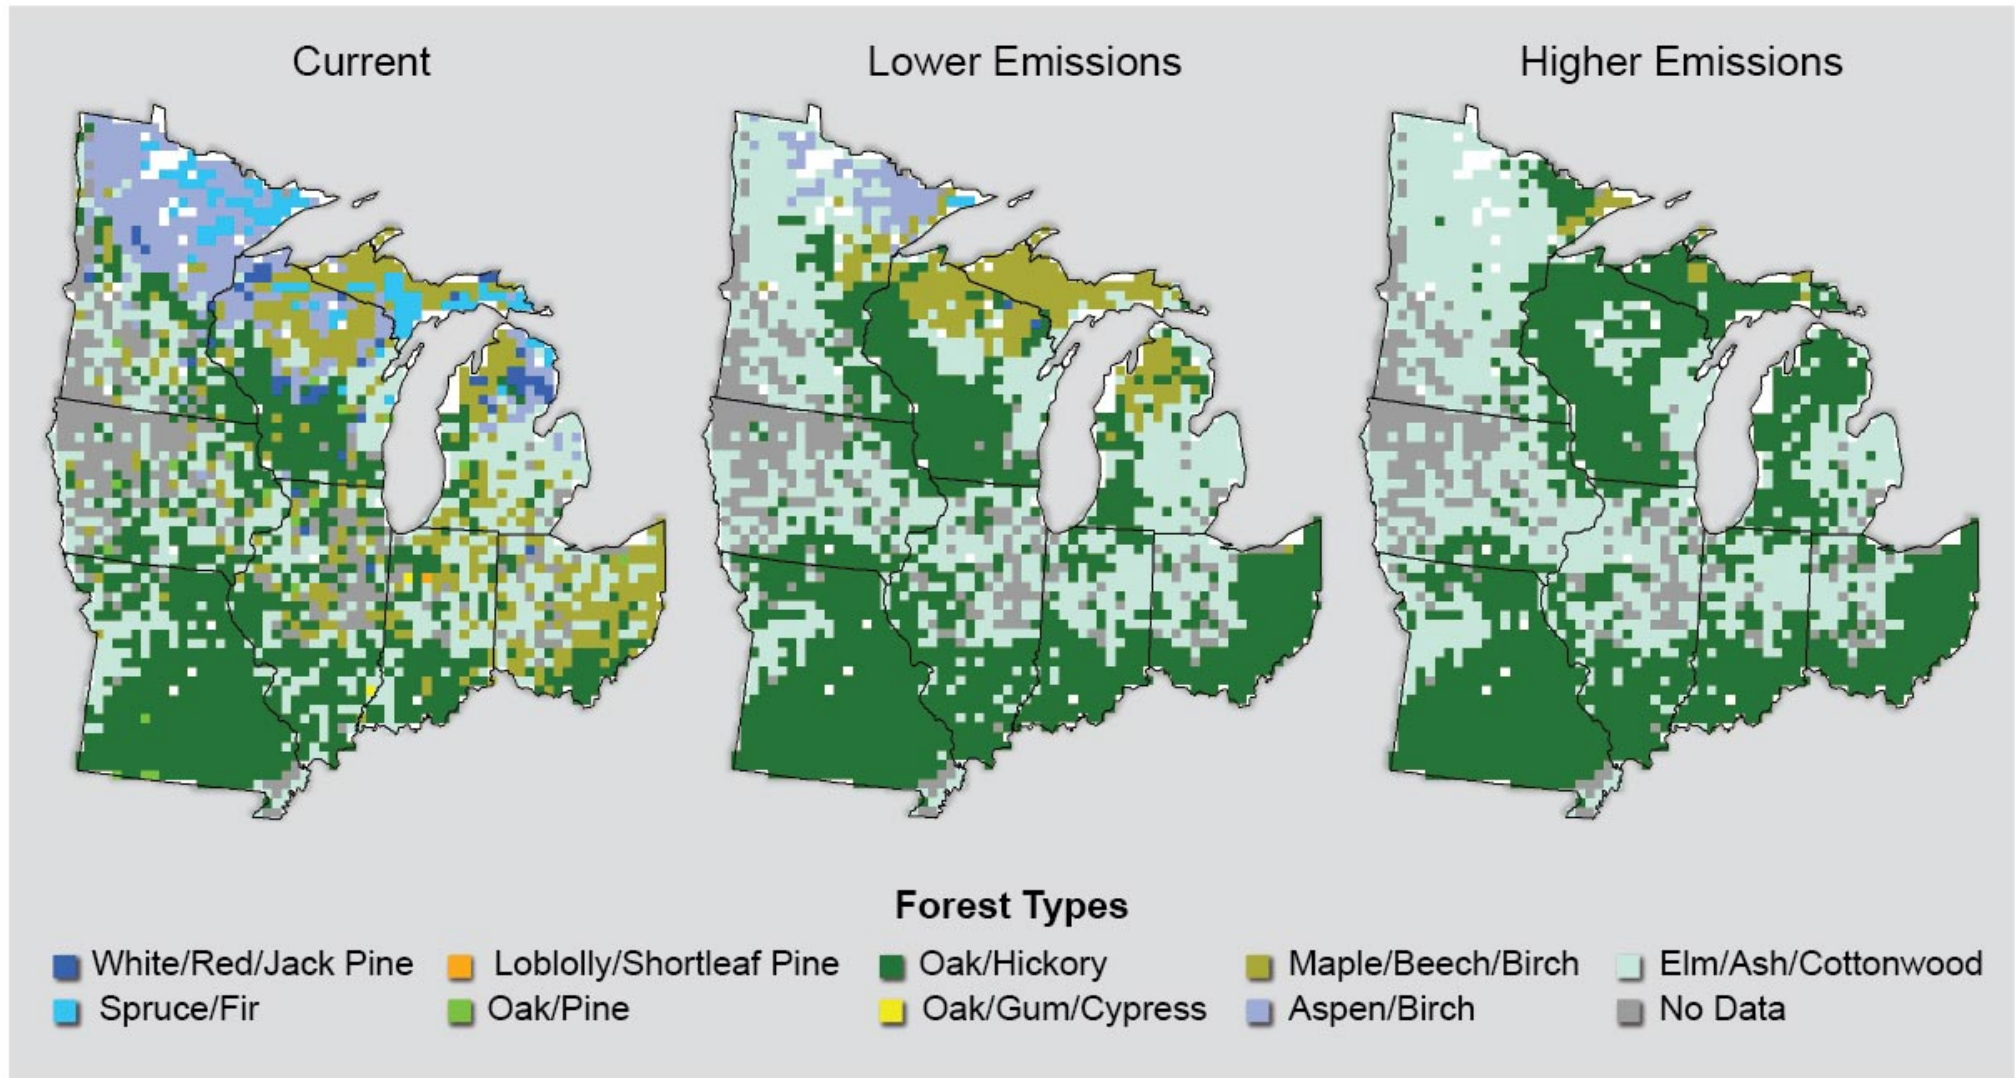 Current
Lower Emissions
Higher Emissions
Forest Types
White/Red/Jack Pine
Loblolly/Shortleaf Pine
Oak/Hickory
Maple/Beech/Birch
Elm/Ash/Cottonwood
Spruce/Fir
Oak/Pine
Oak/Gum/Cypress
Aspen/Birch
No Data